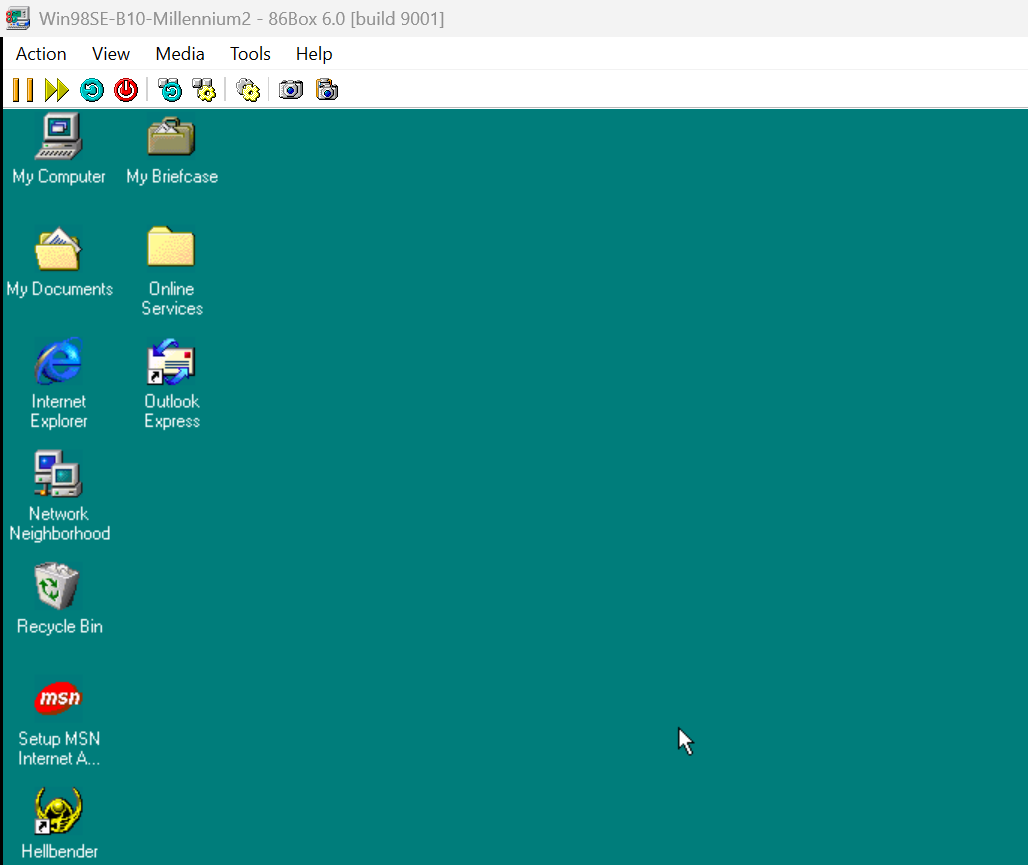 Win98SE-B10-Millennium2 - 86Box 6.0 [build 9001]
Action View Media Tools Help
My Computer
My Briefcase
My Documents
Online
Services
Internet
Explorer
Outlook
Express
Network
Neighborhood
Recycle Bin
msn
Setup MSN
Internet A...
Hellbender